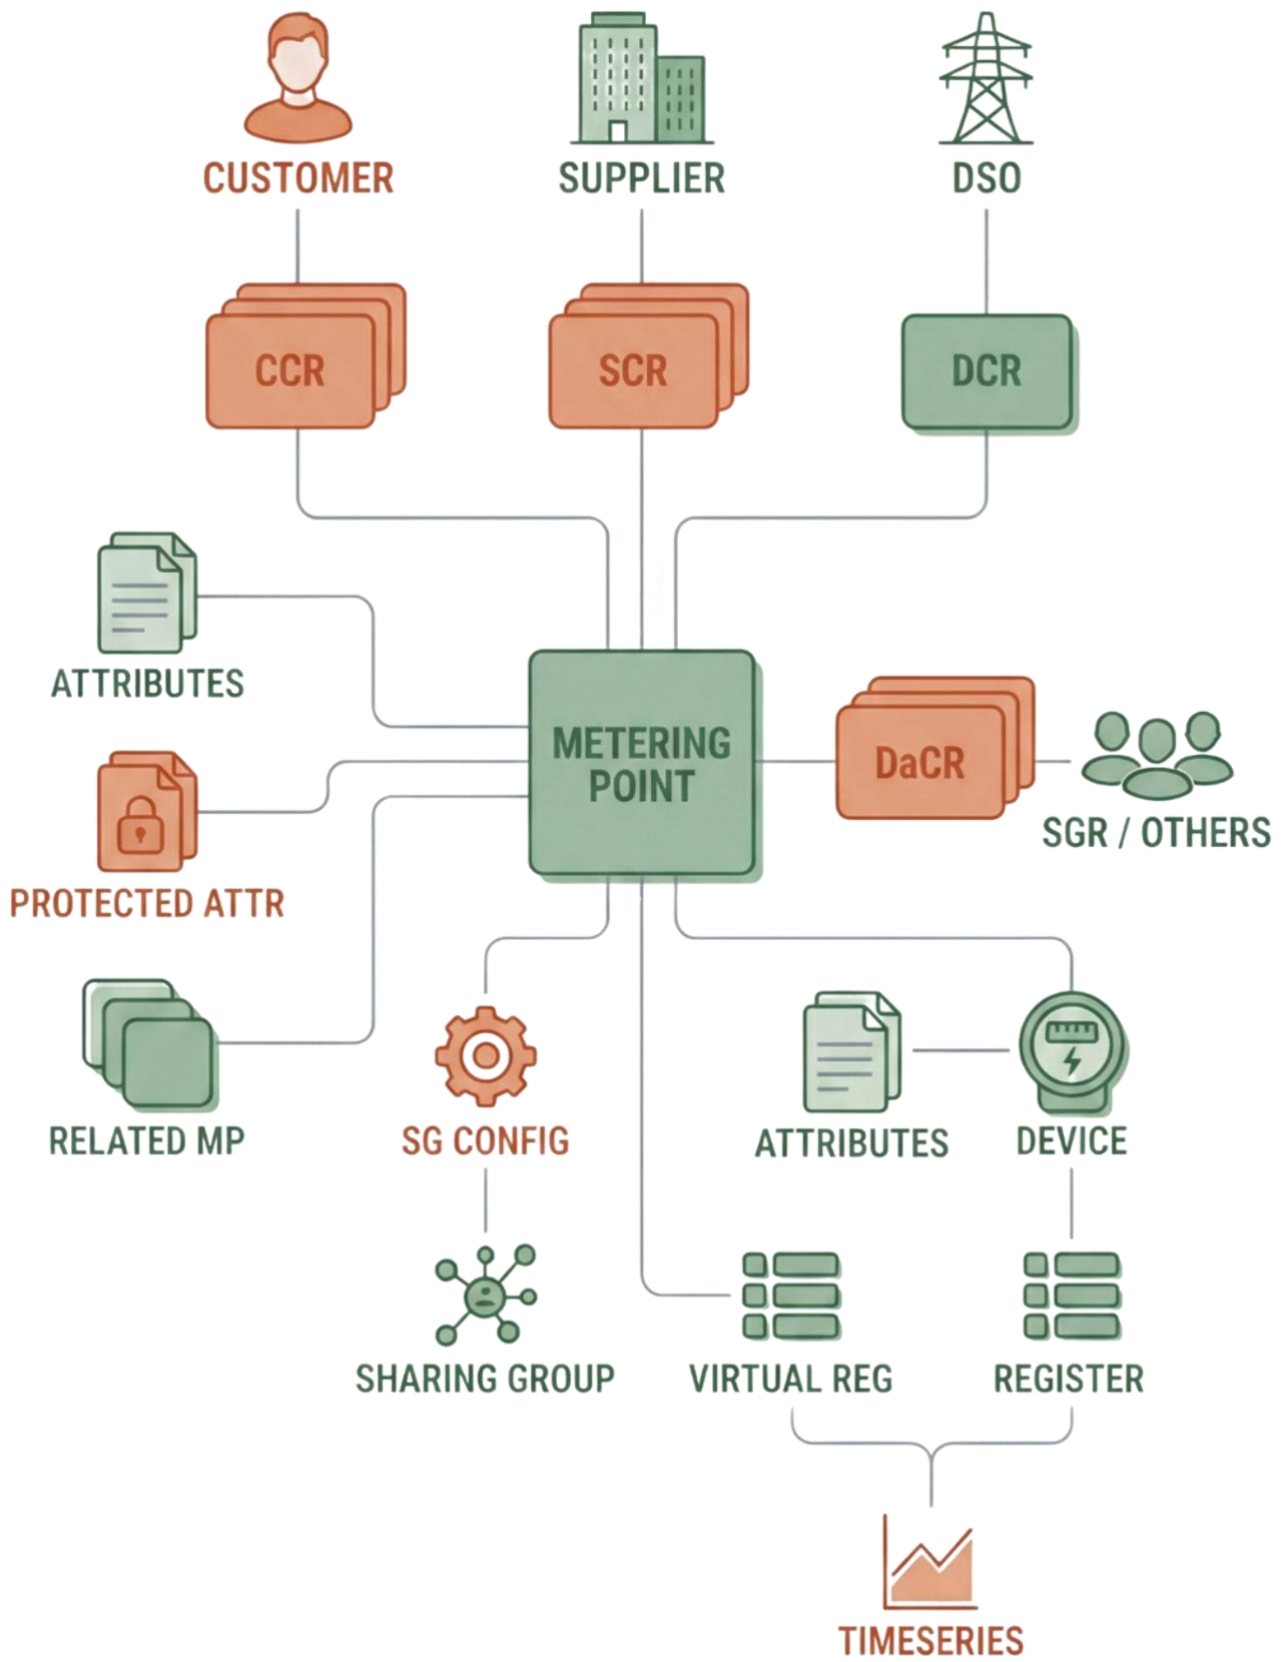 CUSTOMER
SUPPLIER
DSO
CCR
SCR
DCR
ATTRIBUTES
METERING
POINT
DaCR
SGR / OTHERS
PROTECTED ATTR
RELATED MP
SG CONFIG
ATTRIBUTES
DEVICE
SHARING GROUP
VIRTUAL REG
REGISTER
TIMESERIES